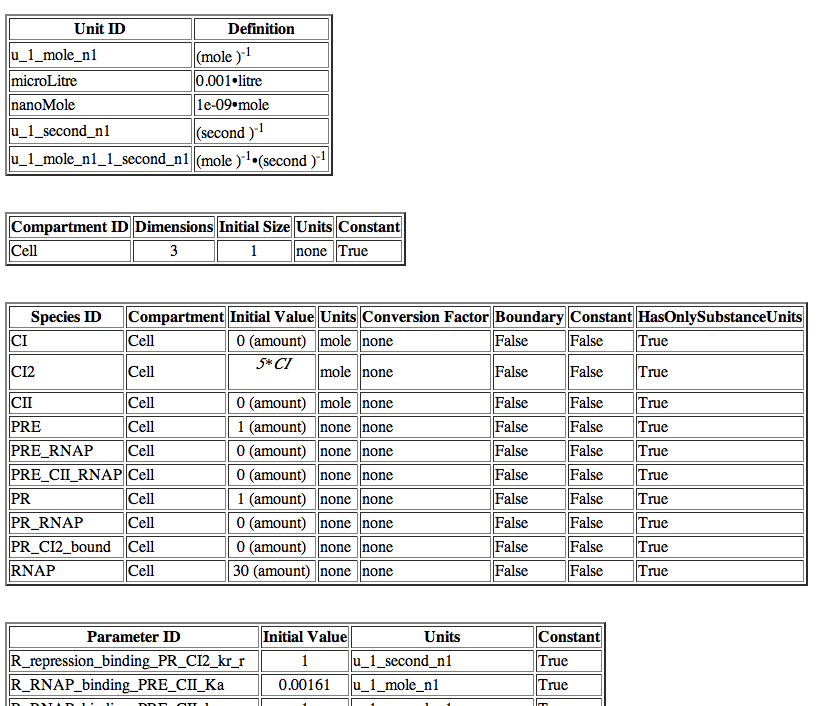 Unit ID Definition
u_1_mole_n1 (mole )-1
microLitre 0.001•litre
nanoMole 1e-09•mole
u_1_second_n1 (second )-1
u_1_mole_n1_1_second_n1 (mole )-1•(second )-1
Compartment ID Dimensions Initial Size Units Constant
Cell 3 1 none True
Species ID Compartment Initial Value Units Conversion Factor Boundary Constant HasOnlySubstanceUnits
CI Cell 0 (amount) mole none False False True
CI2 Cell 5*CI mole none False False True
CII Cell 0 (amount) mole none False False True
PRE Cell 1 (amount) none none False False True
PRE_RNAP Cell 0 (amount) none none False False True
PRE_CII_RNAP Cell 0 (amount) none none False False True
PR Cell 1 (amount) none none False False True
PR_RNAP Cell 0 (amount) none none False False True
PR_CI2_bound Cell 0 (amount) none none False False True
RNAP Cell 30 (amount) none none False False True
Parameter ID Initial Value Units Constant
R_repression_binding_PR_CI2_kr_r 1 u_1_second_n1 True
R_RNAP_binding_PRE_CII_Ka 0.00161 u_1_mole_n1 True